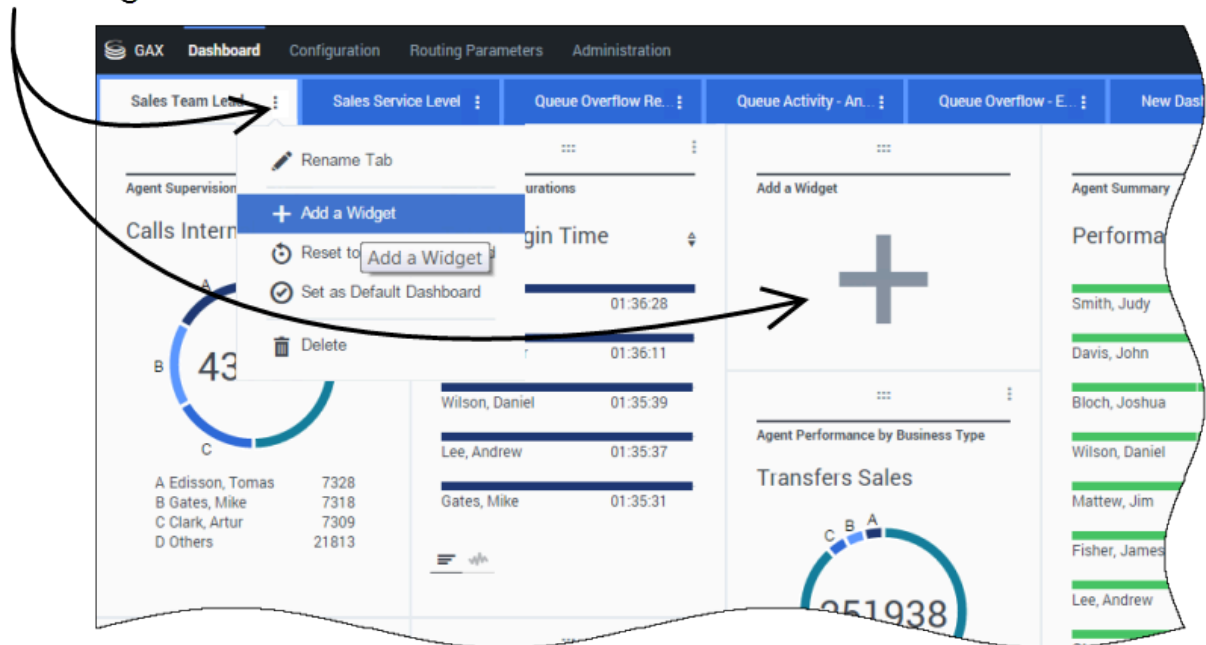 GAX Dashboard Configuration Routing Parameters Administration
Sales Team Lead Sales Service Level Queue Overflow Re... Queue Activity - An... Queue Overflow - E... New Dash
Rename Tab
Add a Widget
Reset to
Add a Widget
Set as Default Dashboard
Delete
Agent Supervision
Calls Intern
A
B
C
43
A Edisson, Tomas 7328
B Gates, Mike 7318
C Clark, Artur 7309
D Others 21813
urations
gin Time
01:36:28
01:36:11
Wilson, Daniel 01:35:39
Lee, Andrew 01:35:37
Gates, Mike 01:35:31
Add a Widget
Agent Performance by Business Type
Transfers Sales
C B A
251938
Agent Summary
Performa
Smith, Judy
Davis, John
Bloch, Joshua
Wilson, Daniel
Mattew, Jim
Fisher, James
Lee, Andrew